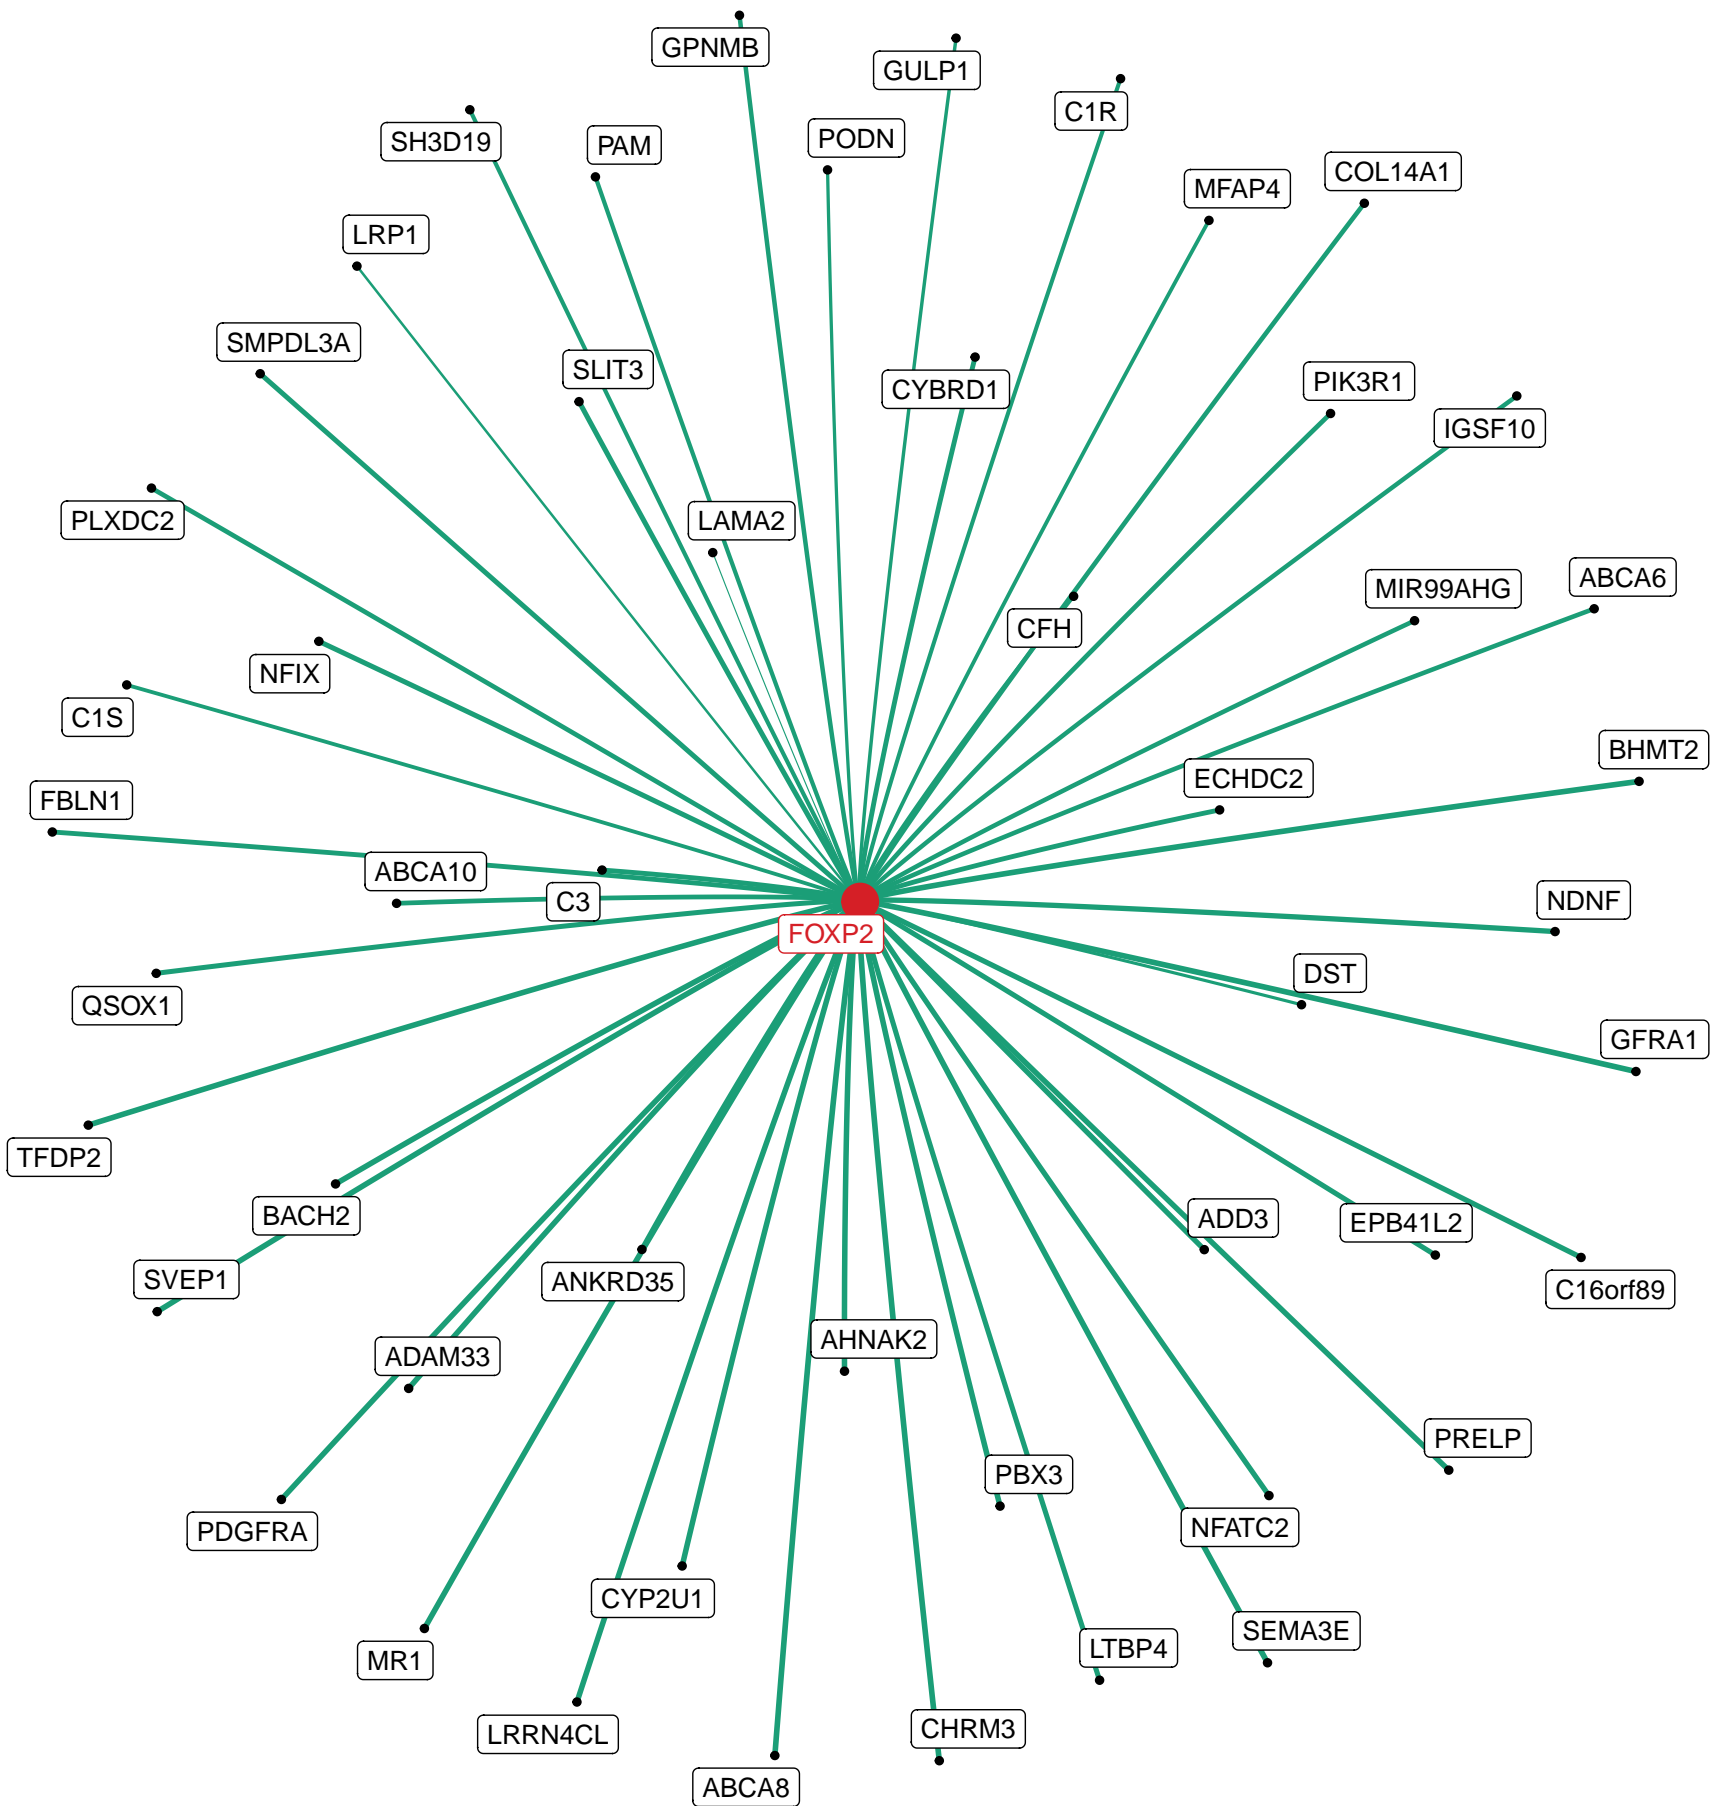 GPNMB
GULP1
C1R
PODN
SH3D19
PAM
COL14A1
MFAP4
LRP1
SMPDL3A
SLIT3
CYBRD1
PIK3R1
IGSF10
PLXDC2
LAMA2
ABCA6
MIR99AHG
CFH
NFIX
C1S
BHMT2
ECHDC2
FBLN1
ABCA10
C3
NDNF
FOXP2
DST
QSOX1
GFRA1
TFDP2
BACH2
ADD3
EPB41L2
SVEP1
ANKRD35
C16orf89
AHNAK2
ADAM33
PRELP
PBX3
PDGFRA
NFATC2
CYP2U1
SEMA3E
LTBP4
MR1
CHRM3
LRRN4CL
ABCA8